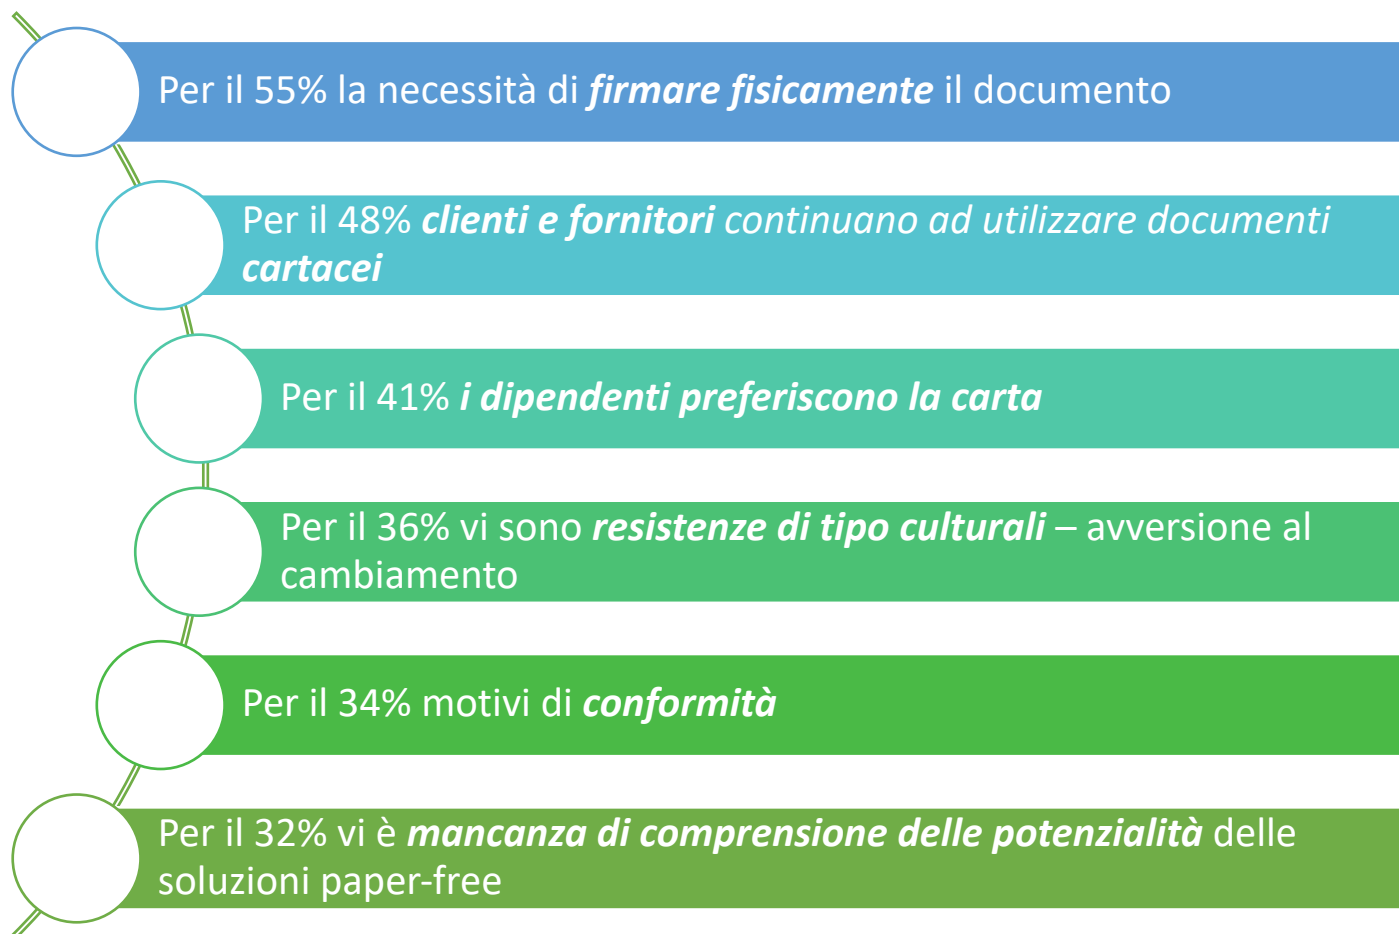 Per il 55% la necessità di firmare fisicamente il documento
Per il 48% clienti e fornitori continuano ad utilizzare documenti
cartacei
Per il 41% i dipendenti preferiscono la carta
Per il 36% vi sono resistenze di tipo culturali – avversione al
cambiamento
Per il 34% motivi di conformità
Per il 32% vi è mancanza di comprensione delle potenzialità delle
soluzioni paper-free